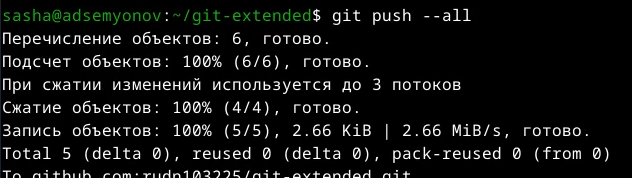 sasha@adsemyonov:~/git-extended$ git push --all
Перечисление объектов: 6, готово.
Подсчет объектов: 100% (6/6), готово.
При сжатии изменений используется до 3 потоков
Сжатие объектов: 100% (4/4), готово.
Запись объектов: 100% (5/5), 2.66 KiB | 2.66 MiB/s, готово.
Total 5 (delta 0), reused 0 (delta 0), pack-reused 0 (from 0)
To github.com:rudn103225/git-extended.git